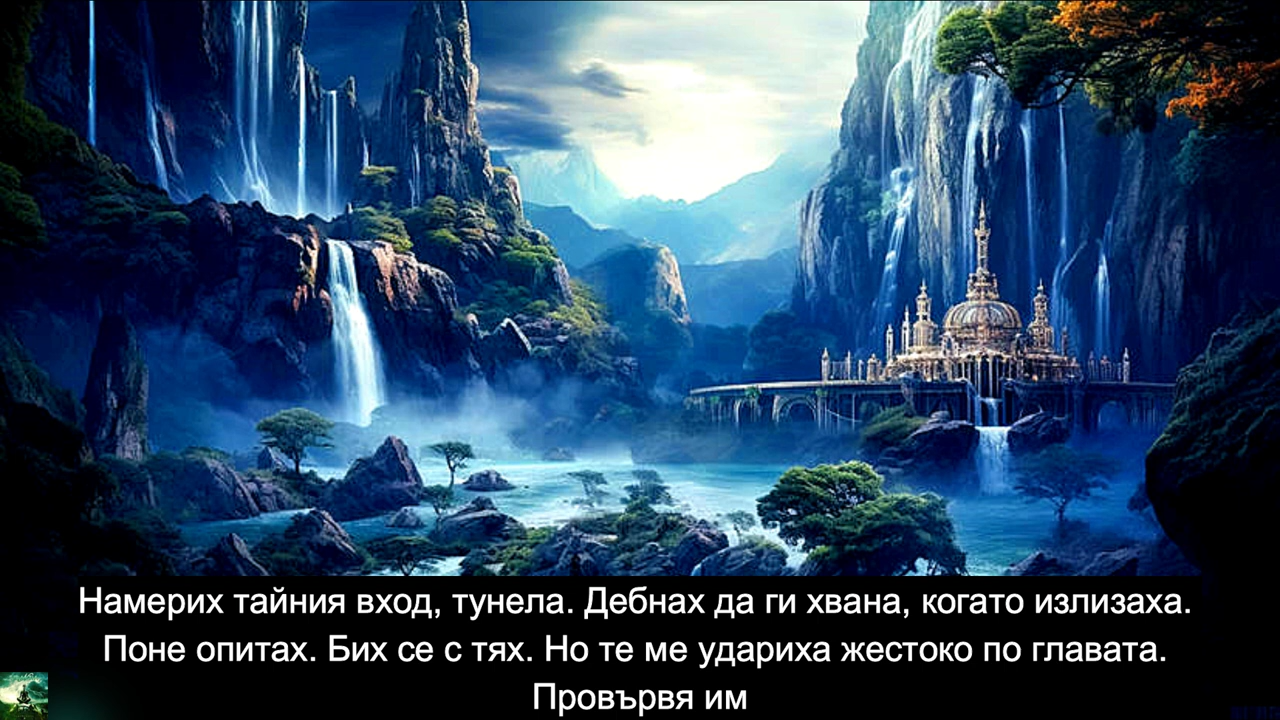 Намерих тайния вход, тунела. Дебнах да ги хвана, когато излизаха.
Поне опитах. Бих се с тях. Но те ме удариха жестоко по главата.
Провървя им